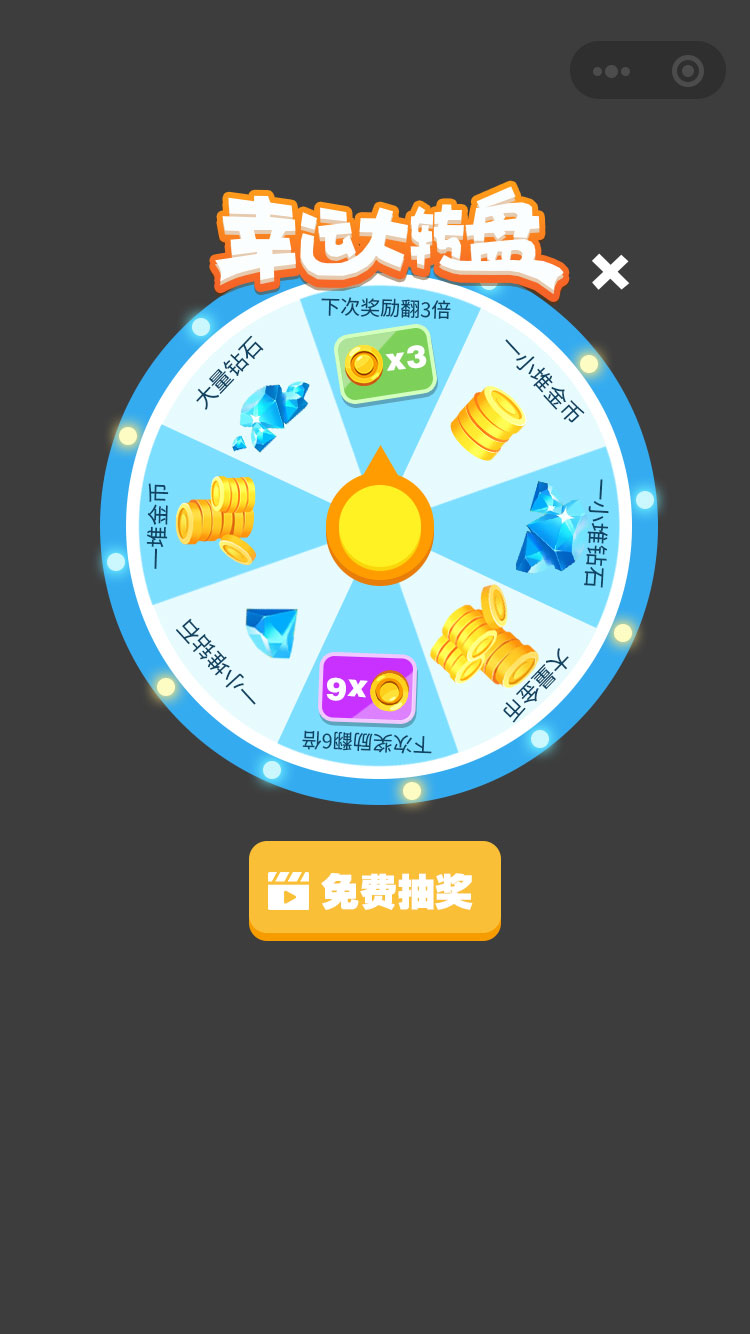 幸运大转盘
下次奖励翻3倍
x3
一小堆金币
一小堆钻石
大量金币
下次奖励翻6倍
x6
一小堆钻石
一堆金币
大量钻石
免费抽奖